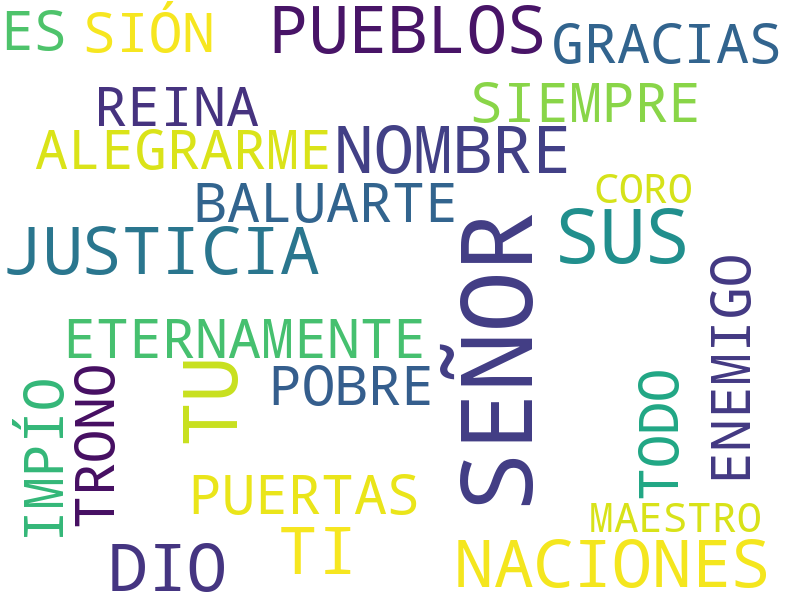 ES SIÓN PUEBLOS GRACIAS
REINA SIEMPRE
ALEGRARME NOMBRE
BALUARTE CORO
JUSTICIA SUS
SEÑOR
ENEMIGO
ETERNAMENTE
TU POBRE
IMPÍO TRONO TODO
PUERTAS
MAESTRO
TI
DIO NACIONES